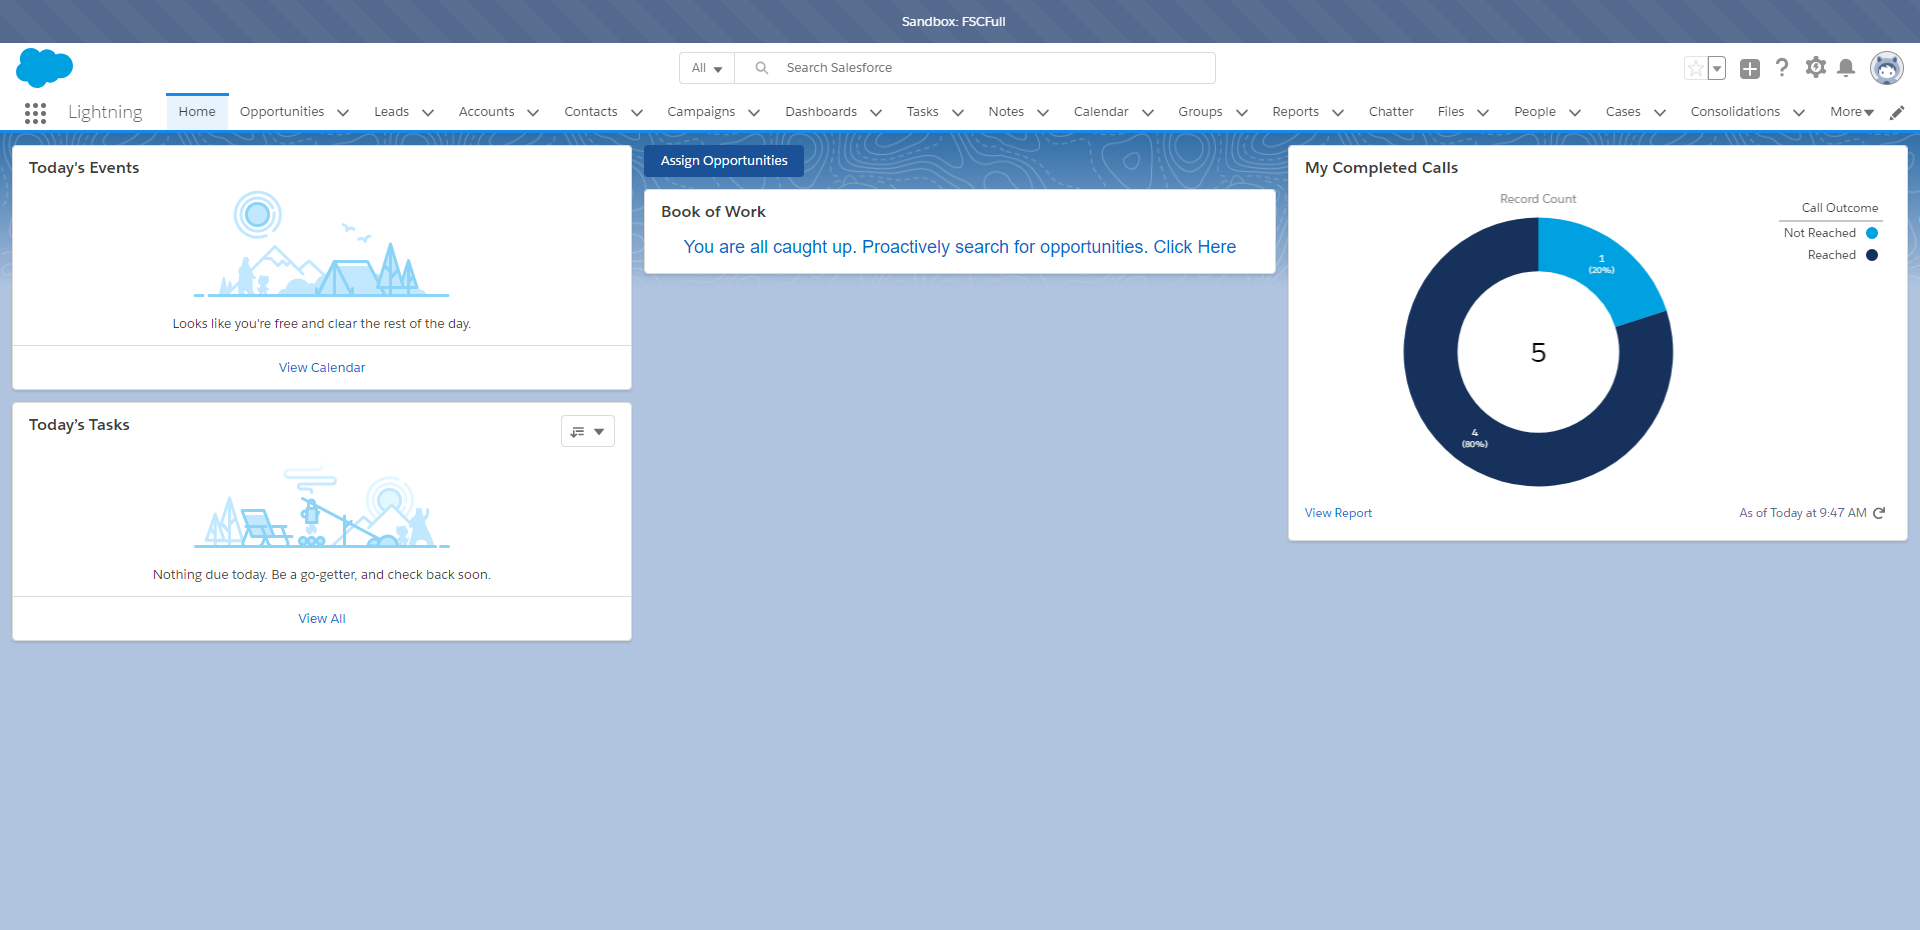 Sandbox: FSCFull
All
Search Salesforce
Lightning
Home
Opportunities
Leads
Accounts
Contacts
Campaigns
Dashboards
Tasks
Notes
Calendar
Groups
Reports
Chatter
Files
People
Cases
Consolidations
More
Today's Events
Looks like you're free and clear the rest of the day.
View Calendar
Today’s Tasks
Nothing due today. Be a go-getter, and check back soon.
View All
Assign Opportunities
Book of Work
You are all caught up. Proactively search for opportunities. Click Here
My Completed Calls
Record Count
Call Outcome
Not Reached
Reached
1
(20%)
5
4
(80%)
View Report
As of Today at 9:47 AM